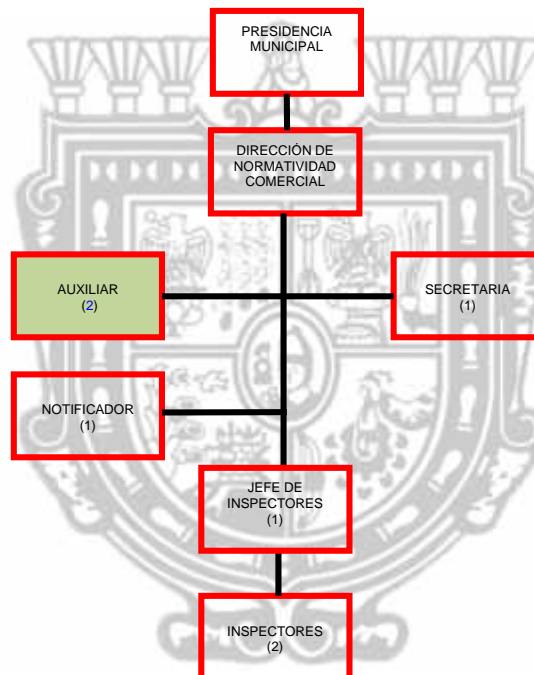 PRESIDENCIA
MUNICIPAL
DIRECCIÓN DE
NORMATIVIDAD
COMERCIAL
AUXILIAR
(2)
SECRETARIA
(1)
NOTIFICADOR
(1)
JEFE DE
INSPECTORES
(1)
INSPECTORES
(2)